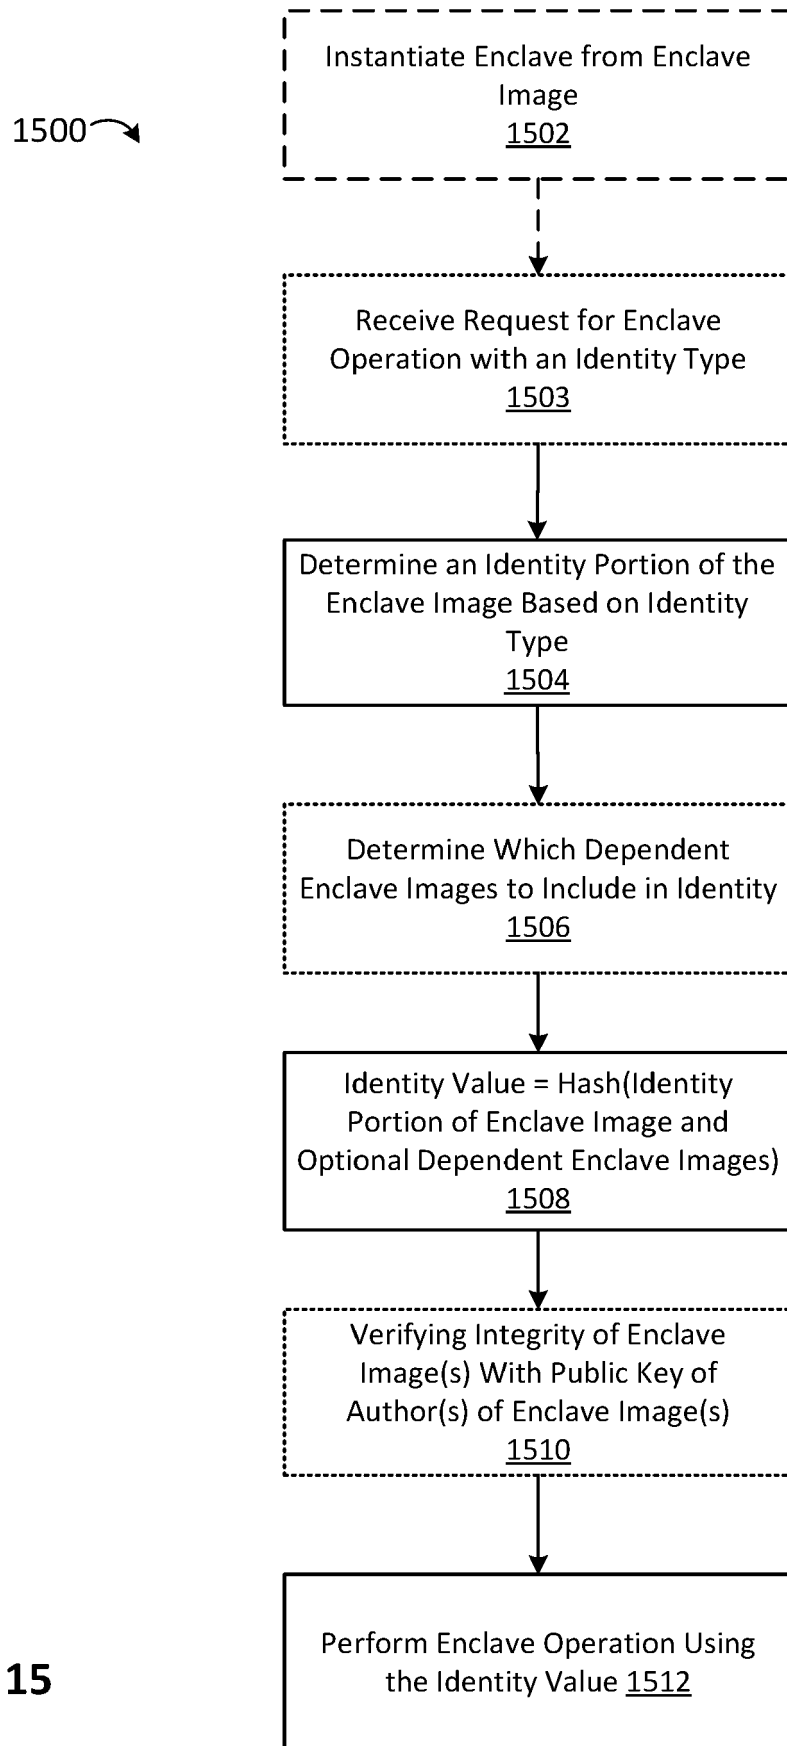 Instantiate Enclave from Enclave
Image
1502
1500
Receive Request for Enclave
Operation with an Identity Type
1503
Determine an Identity Portion of the
Enclave Image Based on Identity
Type
1504
Determine Which Dependent
Enclave Images to Include in Identity
1506
Identity Value = Hash(Identity
Portion of Enclave Image and
Optional Dependent Enclave Images)
1508
Verifying Integrity of Enclave
Image(s) With Public Key of
Author(s) of Enclave Image(s)
1510
Perform Enclave Operation Using
the Identity Value 1512
15